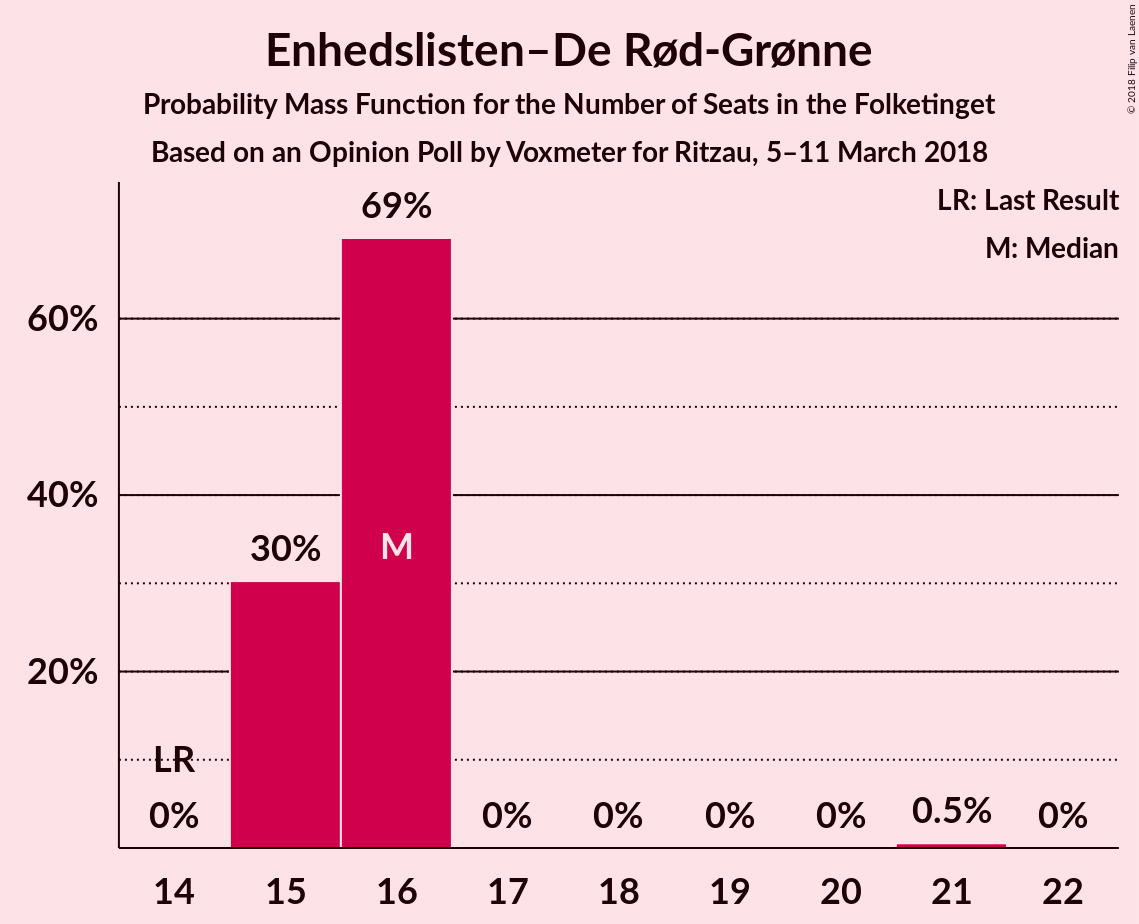 Enhedslisten–De Rød-Grønne
Probability Mass Function for the Number of Seats in the Folketinget
Based on an Opinion Poll by Voxmeter for Ritzau, 5–11 March 2018
© 2018 Filip van Laenen
LR: Last Result
M: Median
69%
60%
40%
30%
M
20%
LR
0%
0%
0%
0%
0%
0.5%
0%
14 15 16 17 18 19 20 21 22